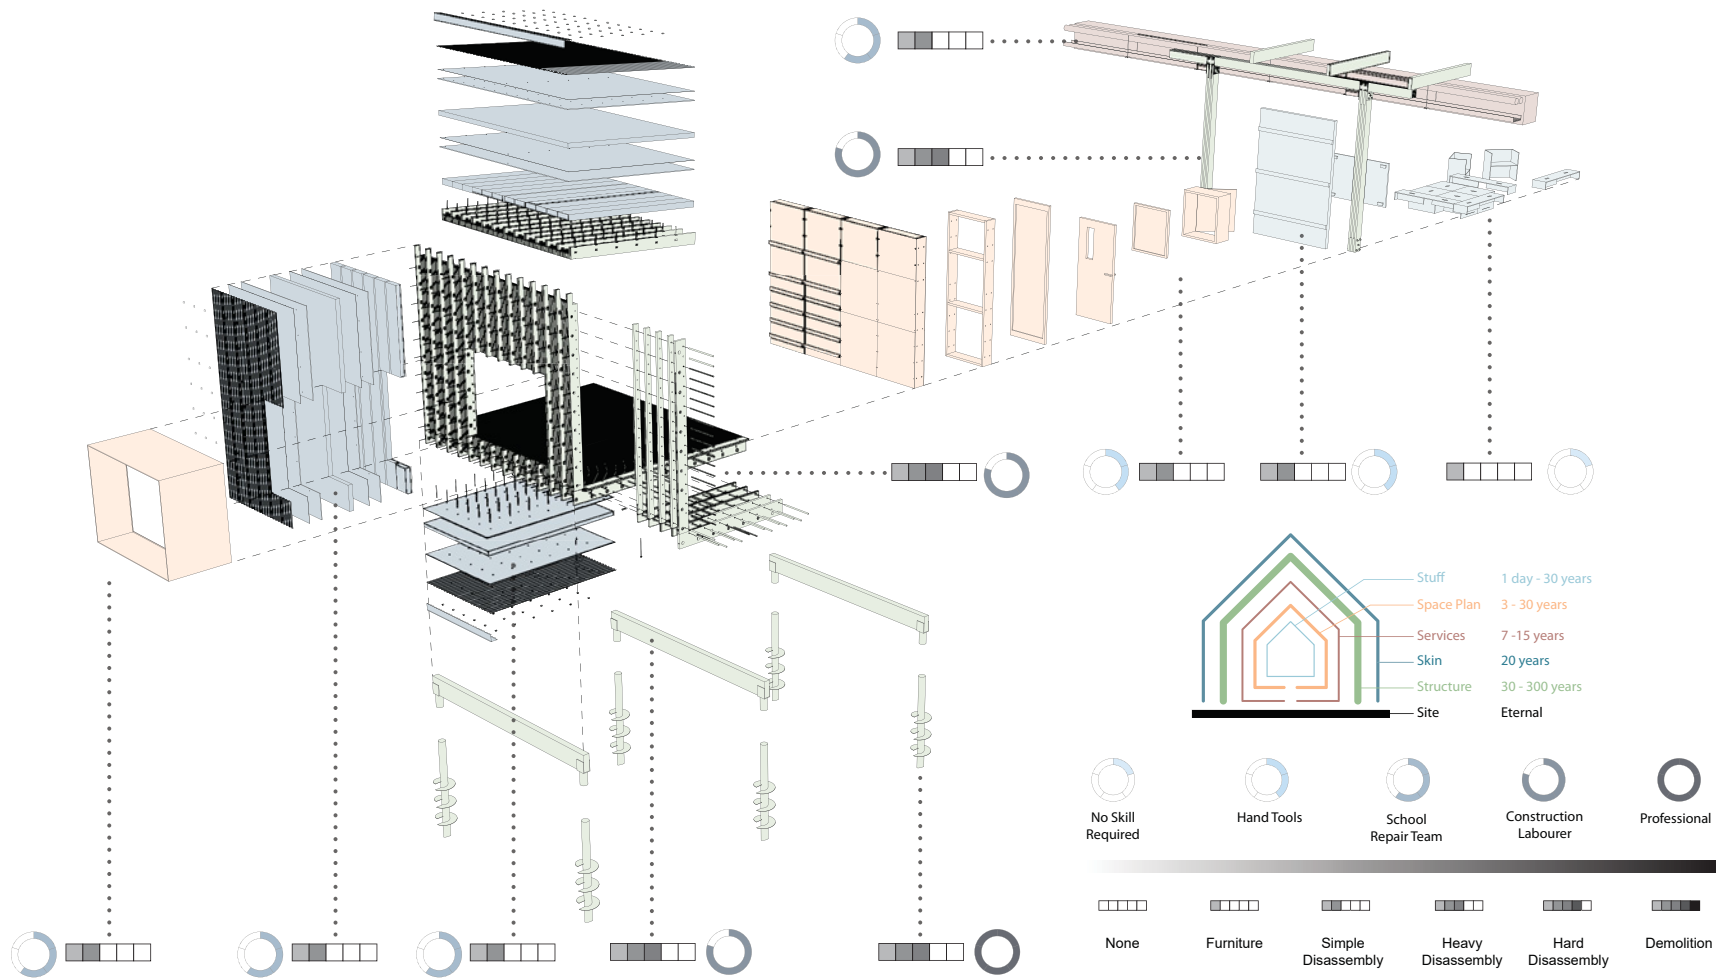 Stuff 1 day - 30 years
Space Plan 3 - 30 years
Services 7 -15 years
Skin 20 years
Structure 30 - 300 years
Site Eternal
No Skill
Required
Hand Tools
School
Repair Team
Construction
Labourer
Professional
None
Furniture
Simple
Disassembly
Heavy
Disassembly
Hard
Disassembly
Demolition